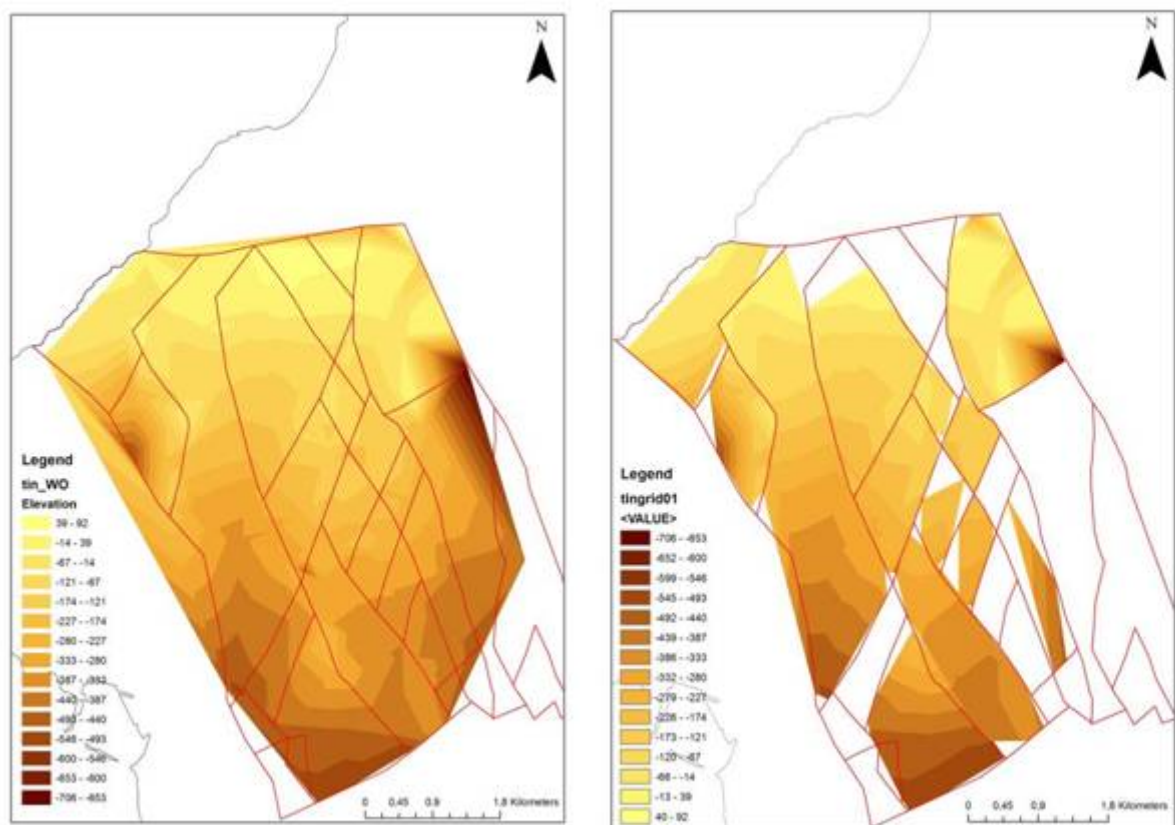 N
Legend
tin_WO
Elevation
39 - 92
-14 - 39
-67 - -14
-121 - -67
-174 - -121
-227 - -174
-280 - -227
-333 - -280
-387 - -333
-440 - -387
-493 - -440
-546 - -493
-600 - -546
-653 - -600
-706 - -653
0 0,45 0,9 1,8 Kilometers
N
Legend
tingrid01
<VALUE>
-706 - -653
-652 - -600
-599 - -546
-545 - -493
-492 - -440
-439 - -387
-386 - -333
-332 - -280
-279 - -227
-226 - -174
-173 - -121
-120 - -67
-66 - -14
-13 - 39
40 - 92
0 0,45 0,9 1,8 Kilometers